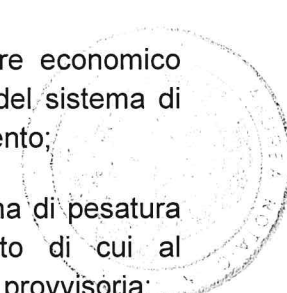 re economico
del sistema di
ento;
na di pesatura
to di cui al
provvisoria;